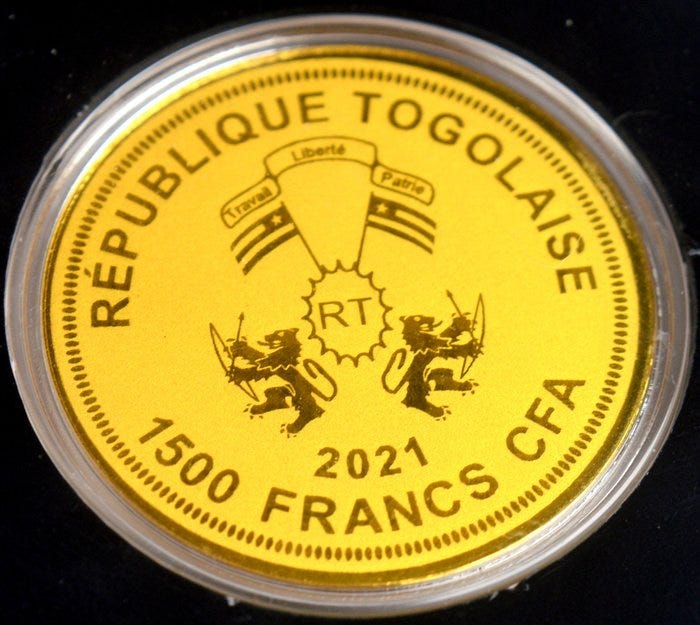 RÉPUBLIQUE TOGOLAISE
Travail Liberté Patrie
RT
2021
1500 FRANCS CFA